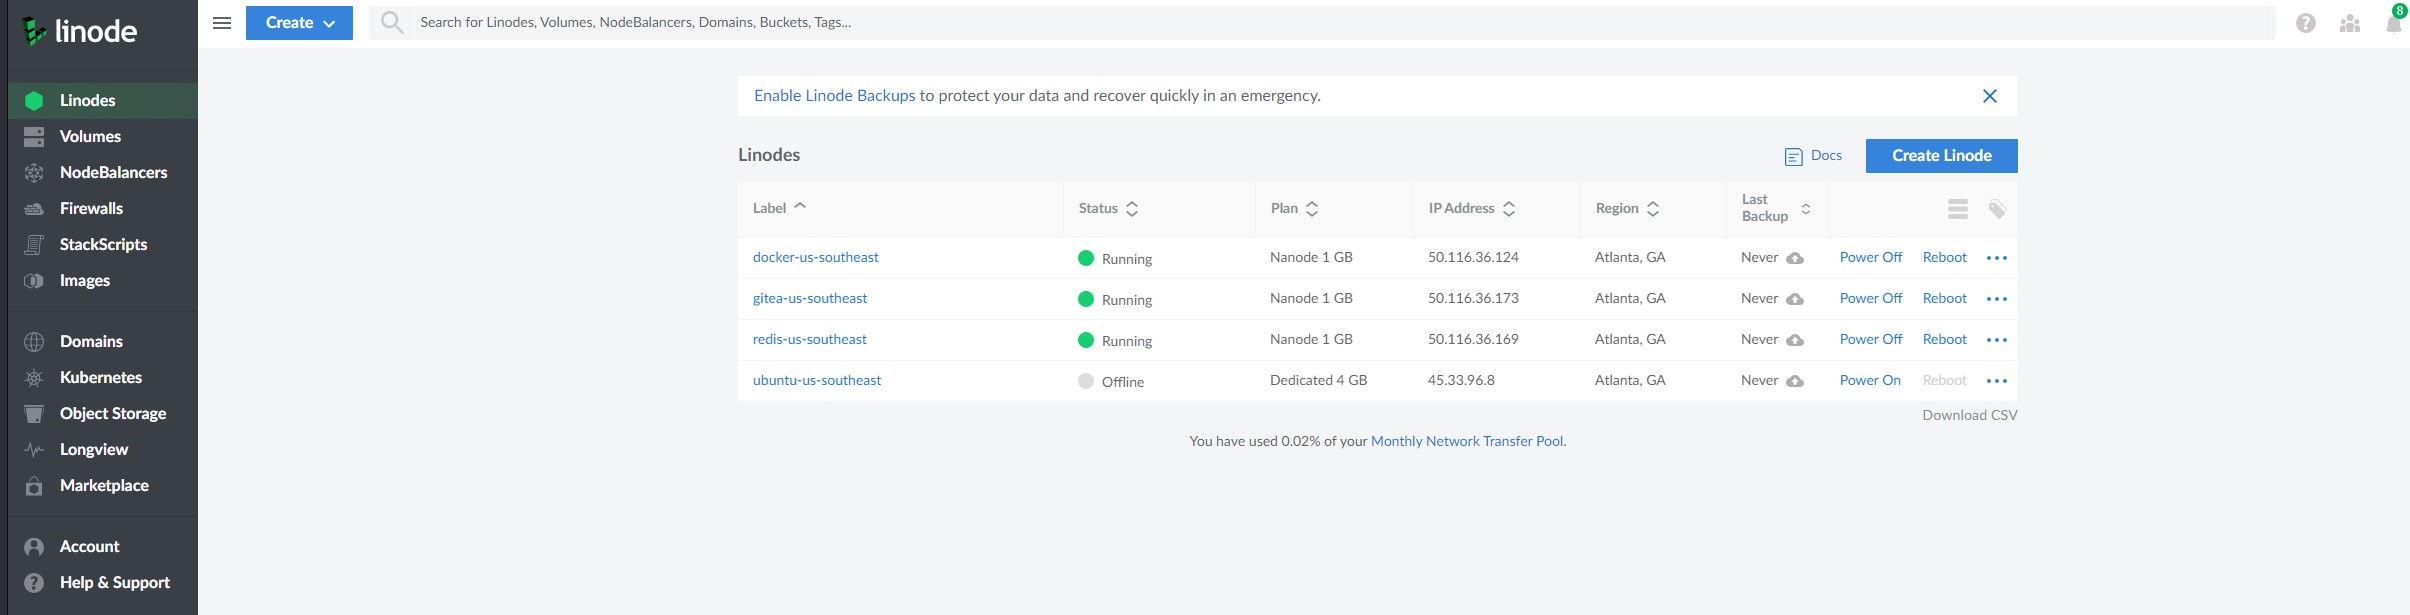 linode
Create
Search for Linodes, Volumes, NodeBalancers, Domains, Buckets, Tags...
8
Linodes
Volumes
NodeBalancers
Firewalls
StackScripts
Images
Domains
Kubernetes
Object Storage
Longview
Marketplace
Account
Help & Support
Enable Linode Backups to protect your data and recover quickly in an emergency.
Linodes
Docs
Create Linode
Label Status Plan IP Address Region Last Backup
docker-us-southeast Running Nanode 1 GB 50.116.36.124 Atlanta, GA Never Power Off Reboot
gitea-us-southeast Running Nanode 1 GB 50.116.36.173 Atlanta, GA Never Power Off Reboot
redis-us-southeast Running Nanode 1 GB 50.116.36.169 Atlanta, GA Never Power Off Reboot
ubuntu-us-southeast Offline Dedicated 4 GB 45.33.96.8 Atlanta, GA Never Power On Reboot
Download CSV
You have used 0.02% of your Monthly Network Transfer Pool.